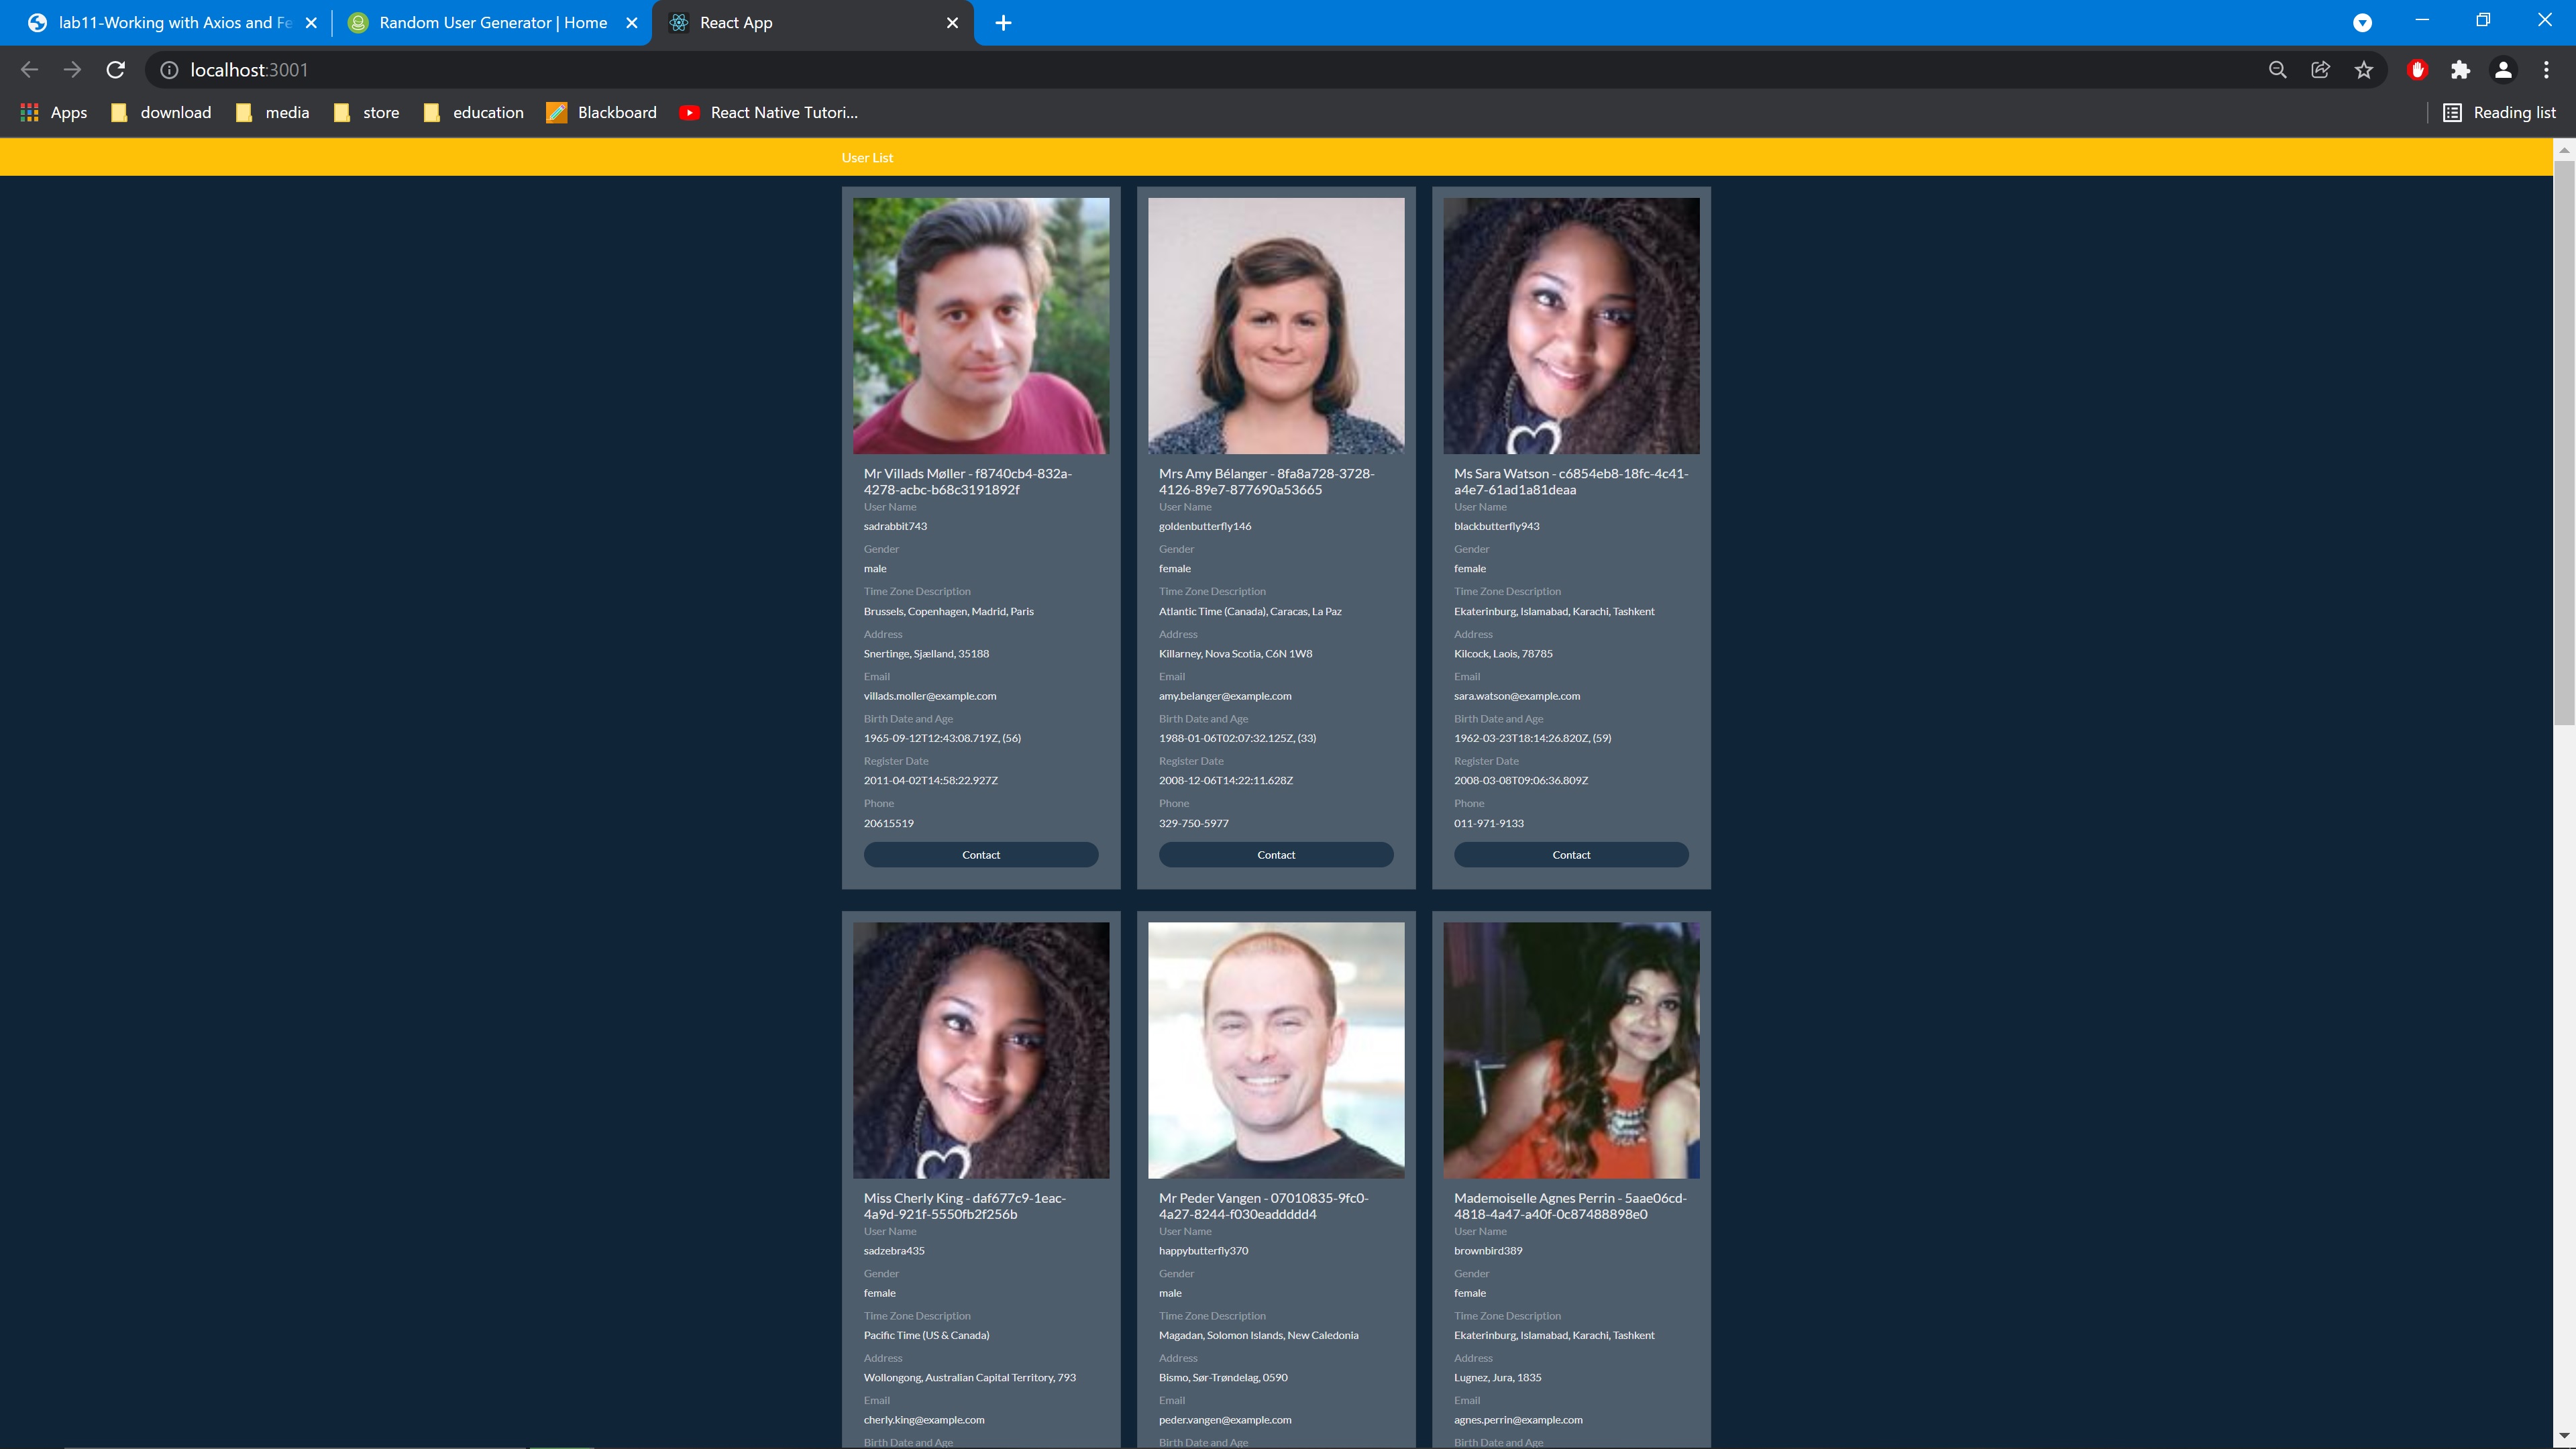 lab11-Working with Axios and Fe
Random User Generator | Home
React App
localhost:3001
Apps
download
media
store
education
Blackboard
React Native Tutori...
Reading list
User List
Mr Villads Møller - f8740cb4-832a-
4278-acbc-b68c3191892f
User Name
sadrabbit743
Gender
male
Time Zone Description
Brussels, Copenhagen, Madrid, Paris
Address
Snertinge, Sjælland, 35188
Email
villads.moller@example.com
Birth Date and Age
1965-09-12T12:43:08.719Z, (56)
Register Date
2011-04-02T14:58:22.927Z
Phone
20615519
Contact
Mrs Amy Bélanger - 8fa8a728-3728-
4126-89e7-877690a53665
User Name
goldenbutterfly146
Gender
female
Time Zone Description
Atlantic Time (Canada), Caracas, La Paz
Address
Killarney, Nova Scotia, C6N 1W8
Email
amy.belanger@example.com
Birth Date and Age
1988-01-06T02:07:32.125Z, (33)
Register Date
2008-12-06T14:22:11.628Z
Phone
329-750-5977
Contact
Ms Sara Watson - c6854eb8-18fc-4c41-
a4e7-61ad1a81deaa
User Name
blackbutterfly943
Gender
female
Time Zone Description
Ekaterinburg, Islamabad, Karachi, Tashkent
Address
Kilcock, Laois, 78785
Email
sara.watson@example.com
Birth Date and Age
1962-03-23T18:14:26.820Z, (59)
Register Date
2008-03-08T09:06:36.809Z
Phone
011-971-9133
Contact
Miss Cherly King - daf677c9-1eac-
4a9d-921f-5550fb2f256b
User Name
sadzebra435
Gender
female
Time Zone Description
Pacific Time (US & Canada)
Address
Wollongong, Australian Capital Territory, 793
Email
cherly.king@example.com
Birth Date and Age
Mr Peder Vangen - 07010835-9fc0-
4a27-8244-f030eaddddd4
User Name
happybutterfly370
Gender
male
Time Zone Description
Magadan, Solomon Islands, New Caledonia
Address
Bismo, Sør-Trøndelag, 0590
Email
peder.vangen@example.com
Birth Date and Age
Mademoiselle Agnes Perrin - 5aae06cd-
4818-4a47-a40f-0c87488898e0
User Name
brownbird389
Gender
female
Time Zone Description
Ekaterinburg, Islamabad, Karachi, Tashkent
Address
Lugnez, Jura, 1835
Email
agnes.perrin@example.com
Birth Date and Age